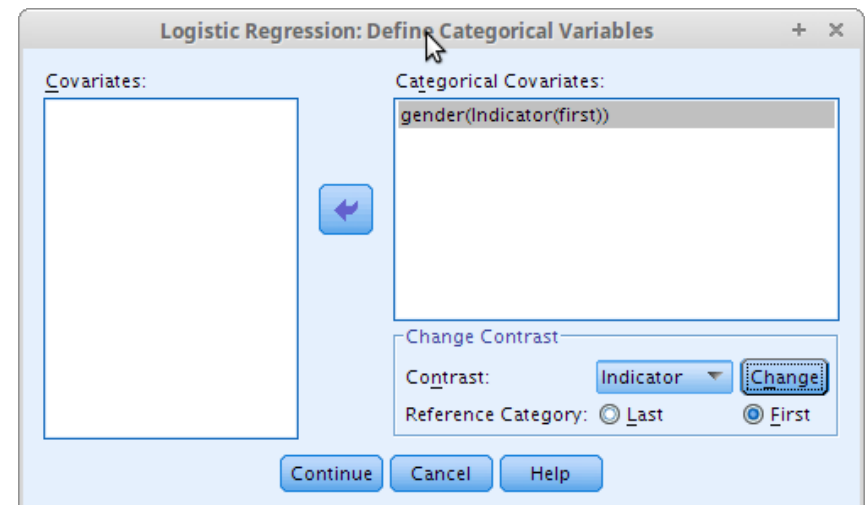 Logistic Regression: Define Categorical Variables + ×
Covariates:
Categorical Covariates:
gender(Indicator(first))
Change Contrast
Contrast: Indicator Change
Reference Category: Last First
Continue Cancel Help